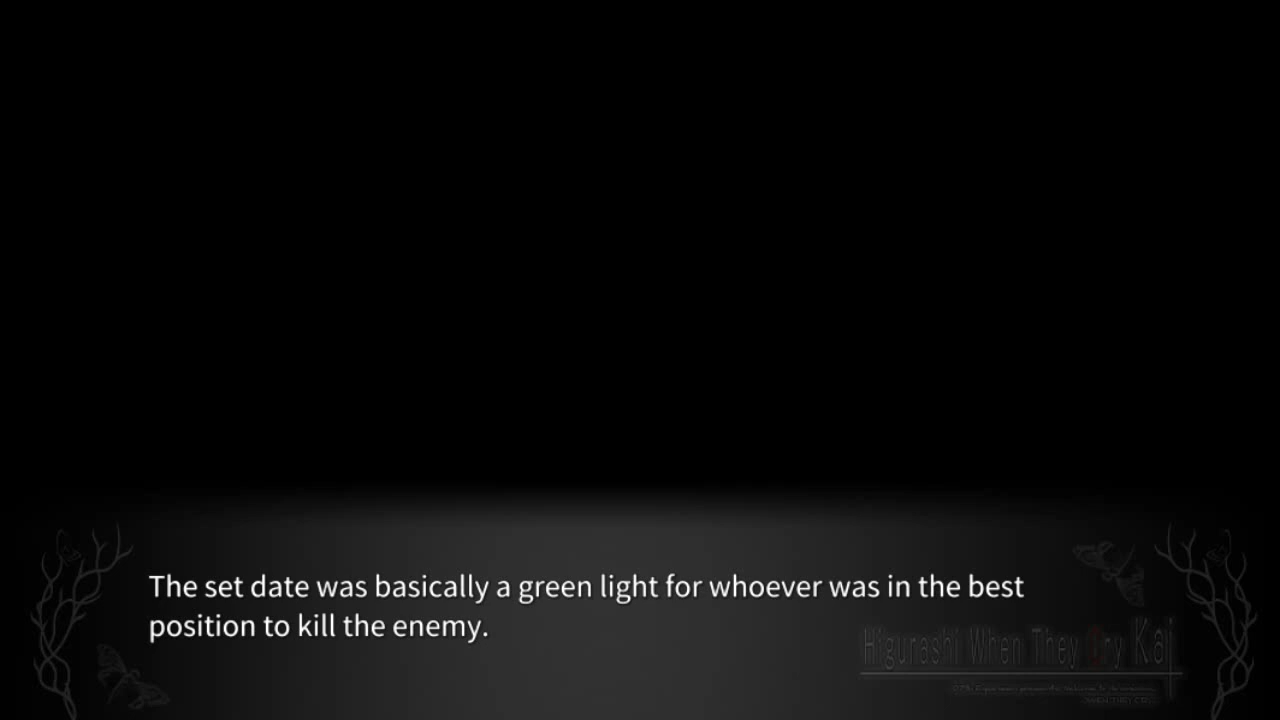 The set date was basically a green light for whoever was in the best
position to kill the enemy.
Higurashi When They Cry Kai